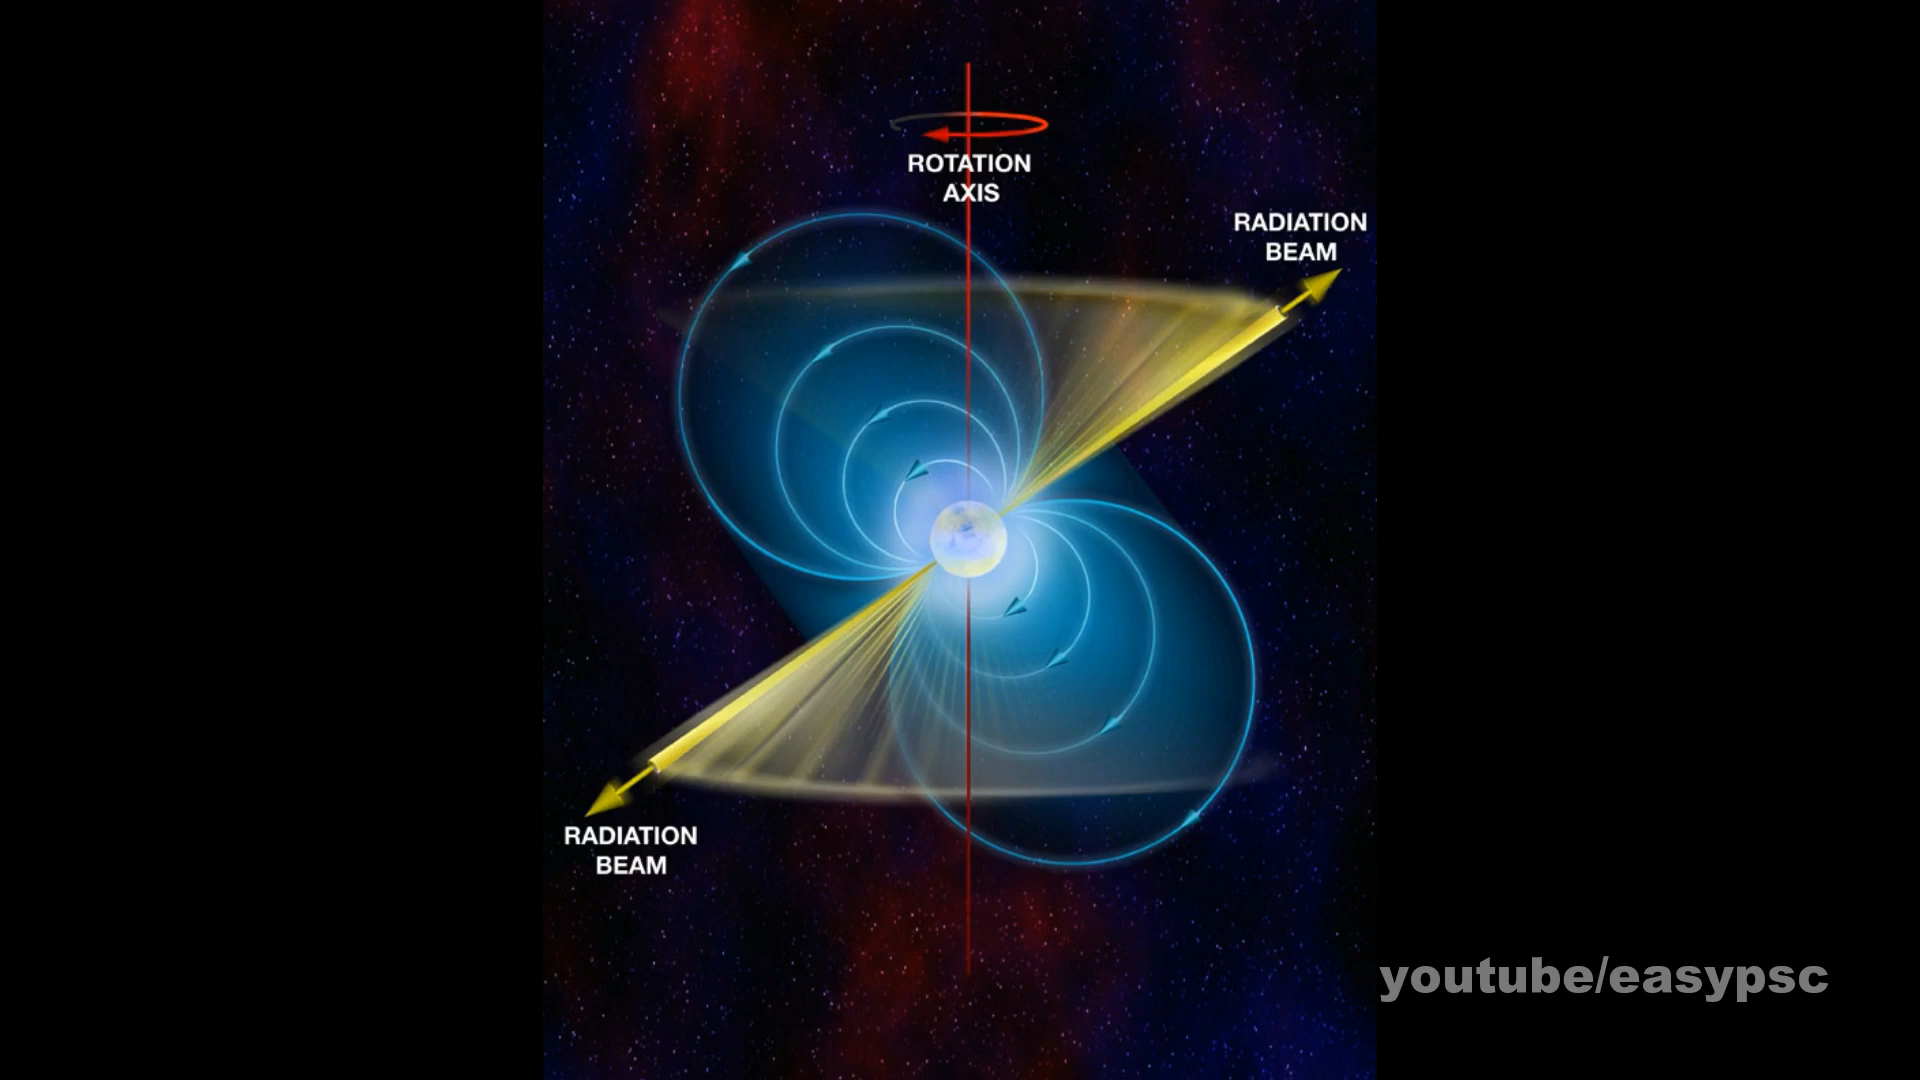 ROTATION
AXIS
RADIATION
BEAM
RADIATION
BEAM
youtube/easypsc